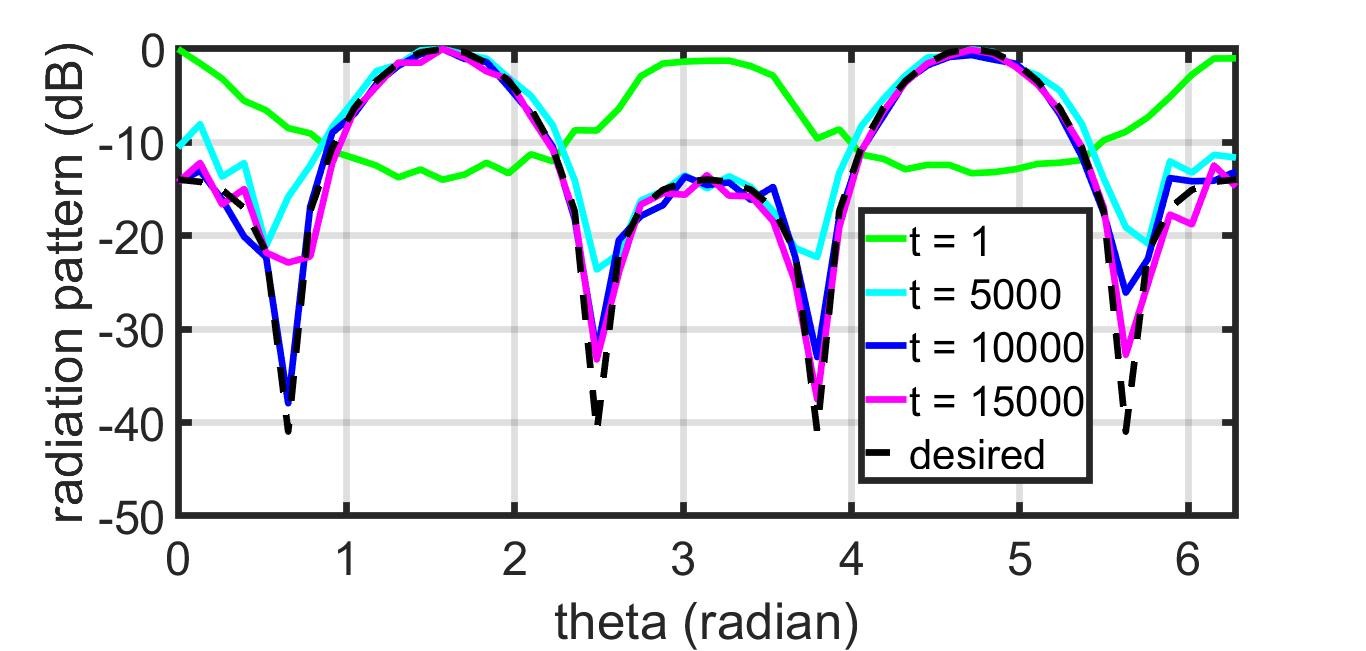 radiation pattern (dB)
0
-10
-20
-30
-40
-50
t = 1
t = 5000
t = 10000
t = 15000
desired
0 1 2 3 4 5 6
theta (radian)